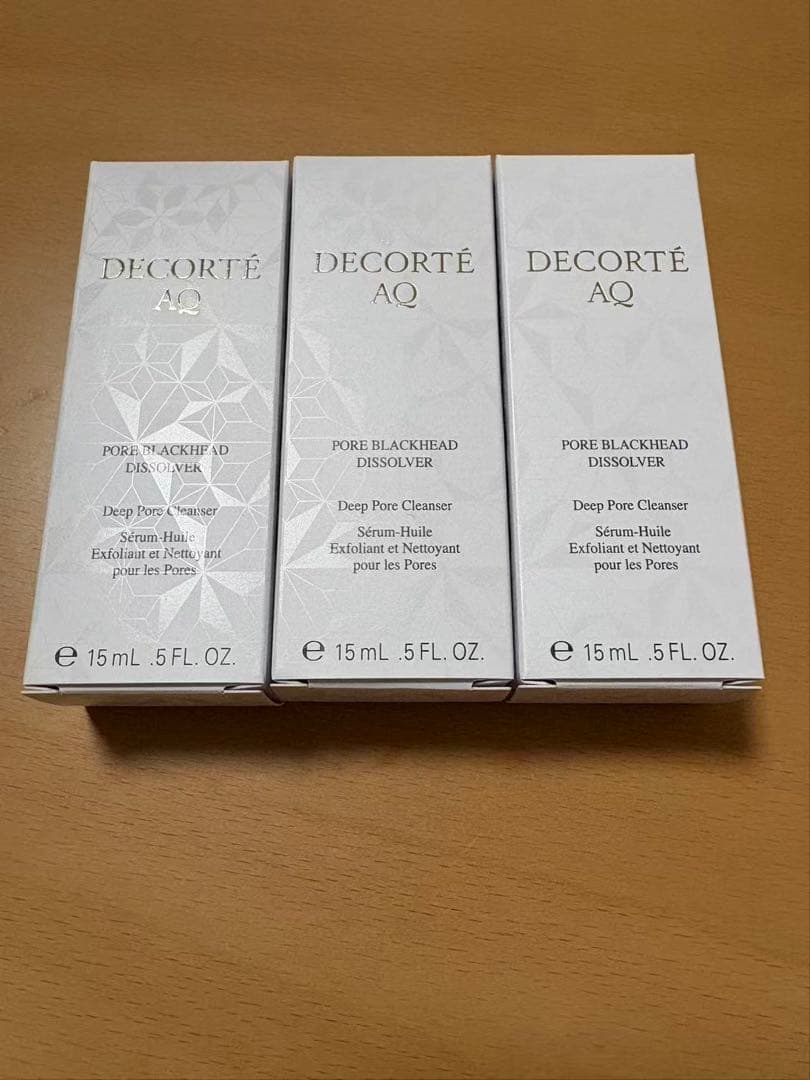 DECORTÉ
AQ
PORE BLACKHEAD
DISSOLVER
Deep Pore Cleanser
Sérum-Huile
Exfoliant et Nettoyant
pour les Pores
℮ 15 mL .5 FL. OZ.
DECORTÉ
AQ
PORE BLACKHEAD
DISSOLVER
Deep Pore Cleanser
Sérum-Huile
Exfoliant et Nettoyant
pour les Pores
℮ 15 mL .5 FL. OZ.
DECORTÉ
AQ
PORE BLACKHEAD
DISSOLVER
Deep Pore Cleanser
Sérum-Huile
Exfoliant et Nettoyant
pour les Pores
℮ 15 mL .5 FL. OZ.